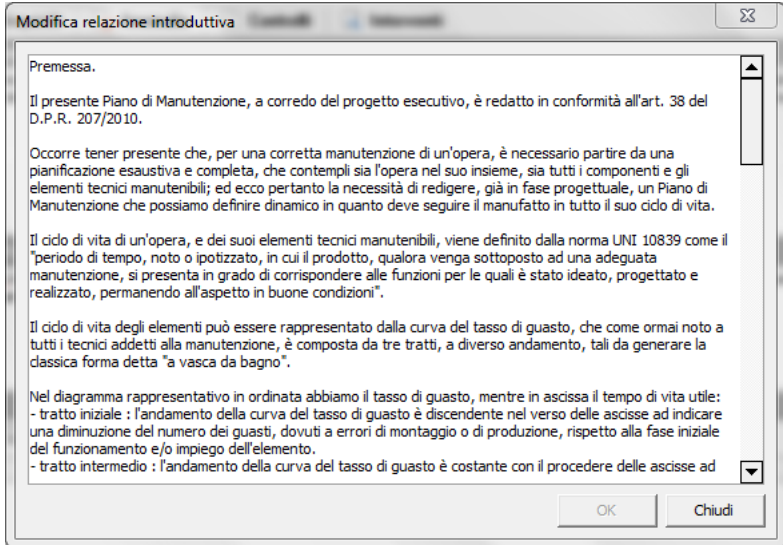 Modifica relazione introduttiva
Controlli
Interventi
Premessa.
Il presente Piano di Manutenzione, a corredo del progetto esecutivo, è redatto in conformità all'art. 38 del
D.P.R. 207/2010.
Occorre tener presente che, per una corretta manutenzione di un'opera, è necessario partire da una
pianificazione esaustiva e completa, che contempli sia l'opera nel suo insieme, sia tutti i componenti e gli
elementi tecnici manutenibili; ed ecco pertanto la necessità di redigere, già in fase progettuale, un Piano di
Manutenzione che possiamo definire dinamico in quanto deve seguire il manufatto in tutto il suo ciclo di vita.
Il ciclo di vita di un'opera, e dei suoi elementi tecnici manutenibili, viene definito dalla norma UNI 10839 come il
"periodo di tempo, noto o ipotizzato, in cui il prodotto, qualora venga sottoposto ad una adeguata
manutenzione, si presenta in grado di corrispondere alle funzioni per le quali è stato ideato, progettato e
realizzato, permanendo all'aspetto in buone condizioni".
Il ciclo di vita degli elementi può essere rappresentato dalla curva del tasso di guasto, che come ormai noto a
tutti i tecnici addetti alla manutenzione, è composta da tre tratti, a diverso andamento, tali da generare la
classica forma detta "a vasca da bagno".
Nel diagramma rappresentativo in ordinata abbiamo il tasso di guasto, mentre in ascissa il tempo di vita utile:
- tratto iniziale : l'andamento della curva del tasso di guasto è discendente nel verso delle ascisse ad indicare
una diminuzione del numero dei guasti, dovuti a errori di montaggio o di produzione, rispetto alla fase iniziale
del funzionamento e/o impiego dell'elemento.
- tratto intermedio : l'andamento della curva del tasso di guasto è costante con il procedere delle ascisse ad
OK
Chiudi